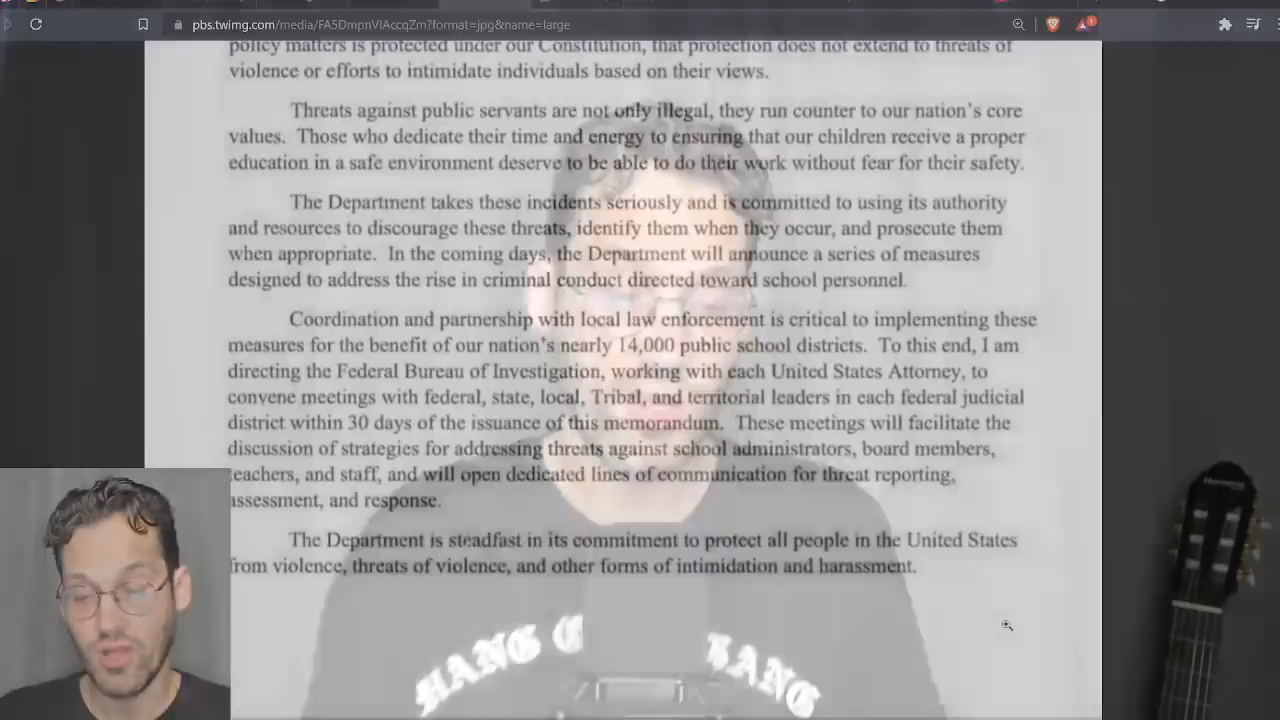 pbs.twimg.com/media/FA5DmpnVIAccqZm?format=jpg&name=large
policy matters is protected under our Constitution, that protection does not extend to threats of
violence or efforts to intimidate individuals based on their views.
Threats against public servants are not only illegal, they run counter to our nation's core
values. Those who dedicate their time and energy to ensuring that our children receive a proper
education in a safe environment deserve to be able to do their work without fear for their safety.
The Department takes these incidents seriously and is committed to using its authority
and resources to discourage these threats, identify them when they occur, and prosecute them
when appropriate. In the coming days, the Department will announce a series of measures
designed to address the rise in criminal conduct directed toward school personnel.
Coordination and partnership with local law enforcement is critical to implementing these
measures for the benefit of our nation's nearly 14,000 public school districts. To this end, I am
directing the Federal Bureau of Investigation, working with each United States Attorney, to
convene meetings with federal, state, local, Tribal, and territorial leaders in each federal judicial
district within 30 days of the issuance of this memorandum. These meetings will facilitate the
discussion of strategies for addressing threats against school administrators, board members,
teachers, and staff, and will open dedicated lines of communication for threat reporting,
assessment, and response.
The Department is steadfast in its commitment to protect all people in the United States
from violence, threats of violence, and other forms of intimidation and harassment.